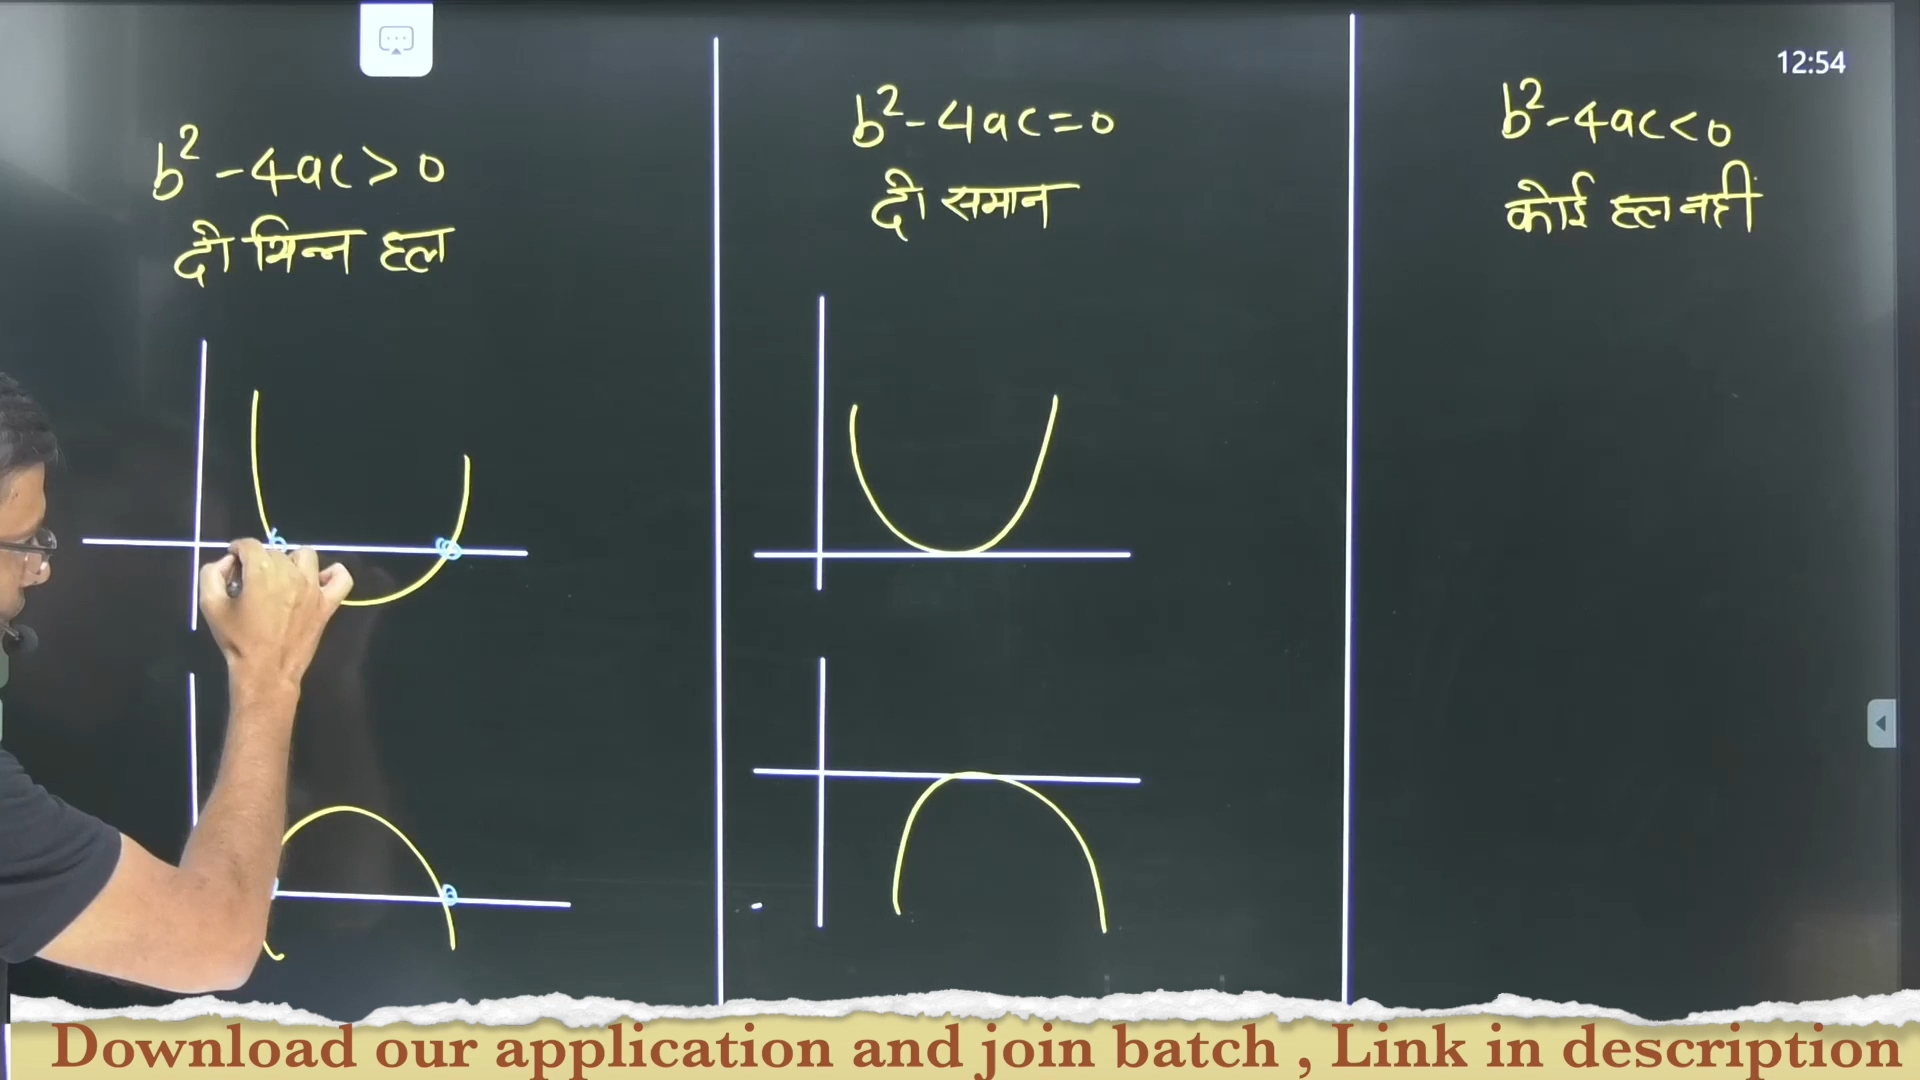 12:54
b² - 4ac > 0
दो भिन्न हल
b² - 4ac = 0
दो समान
b² - 4ac < 0
कोई हल नही
Download our application and join batch , Link in description